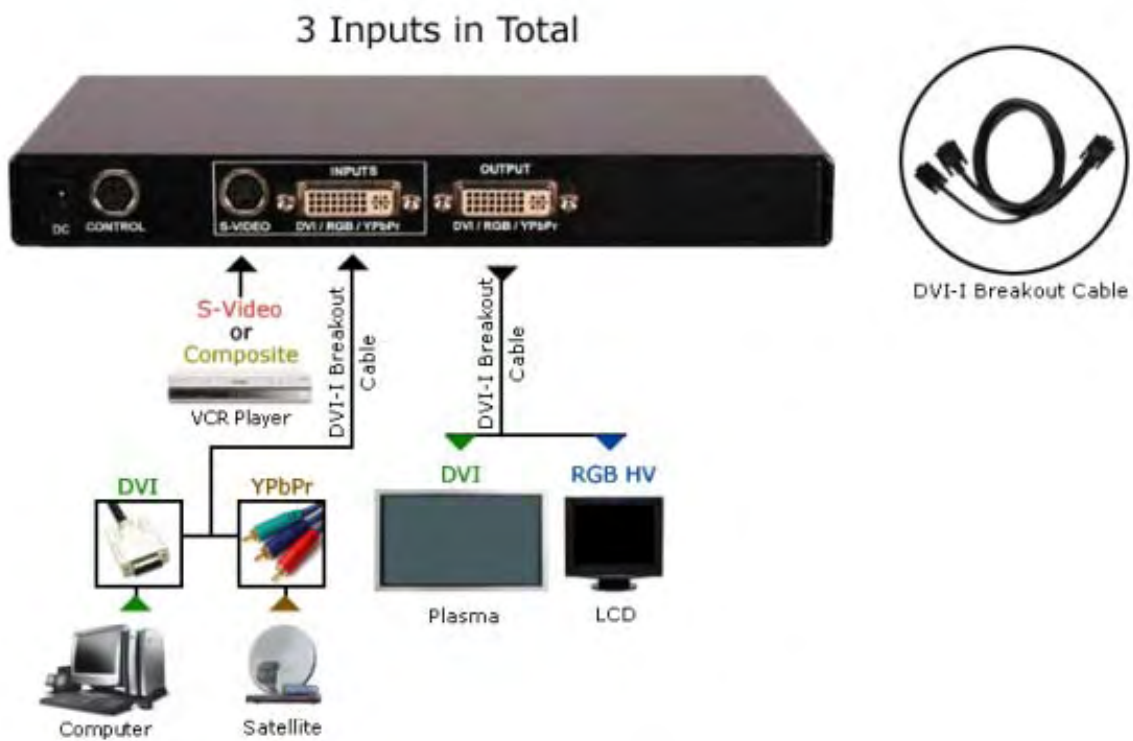 3 Inputs in Total
INPUTS
OUTPUT
DC
CONTROL
S-VIDEO
DVI / RGB / YPbPr
DVI / RGB / YPbPr
DVI-I Breakout Cable
S-Video
or
Composite
VCR Player
DVI-I Breakout
Cable
DVI-I Breakout
Cable
DVI
YPbPr
DVI
RGB HV
Plasma
LCD
Computer
Satellite